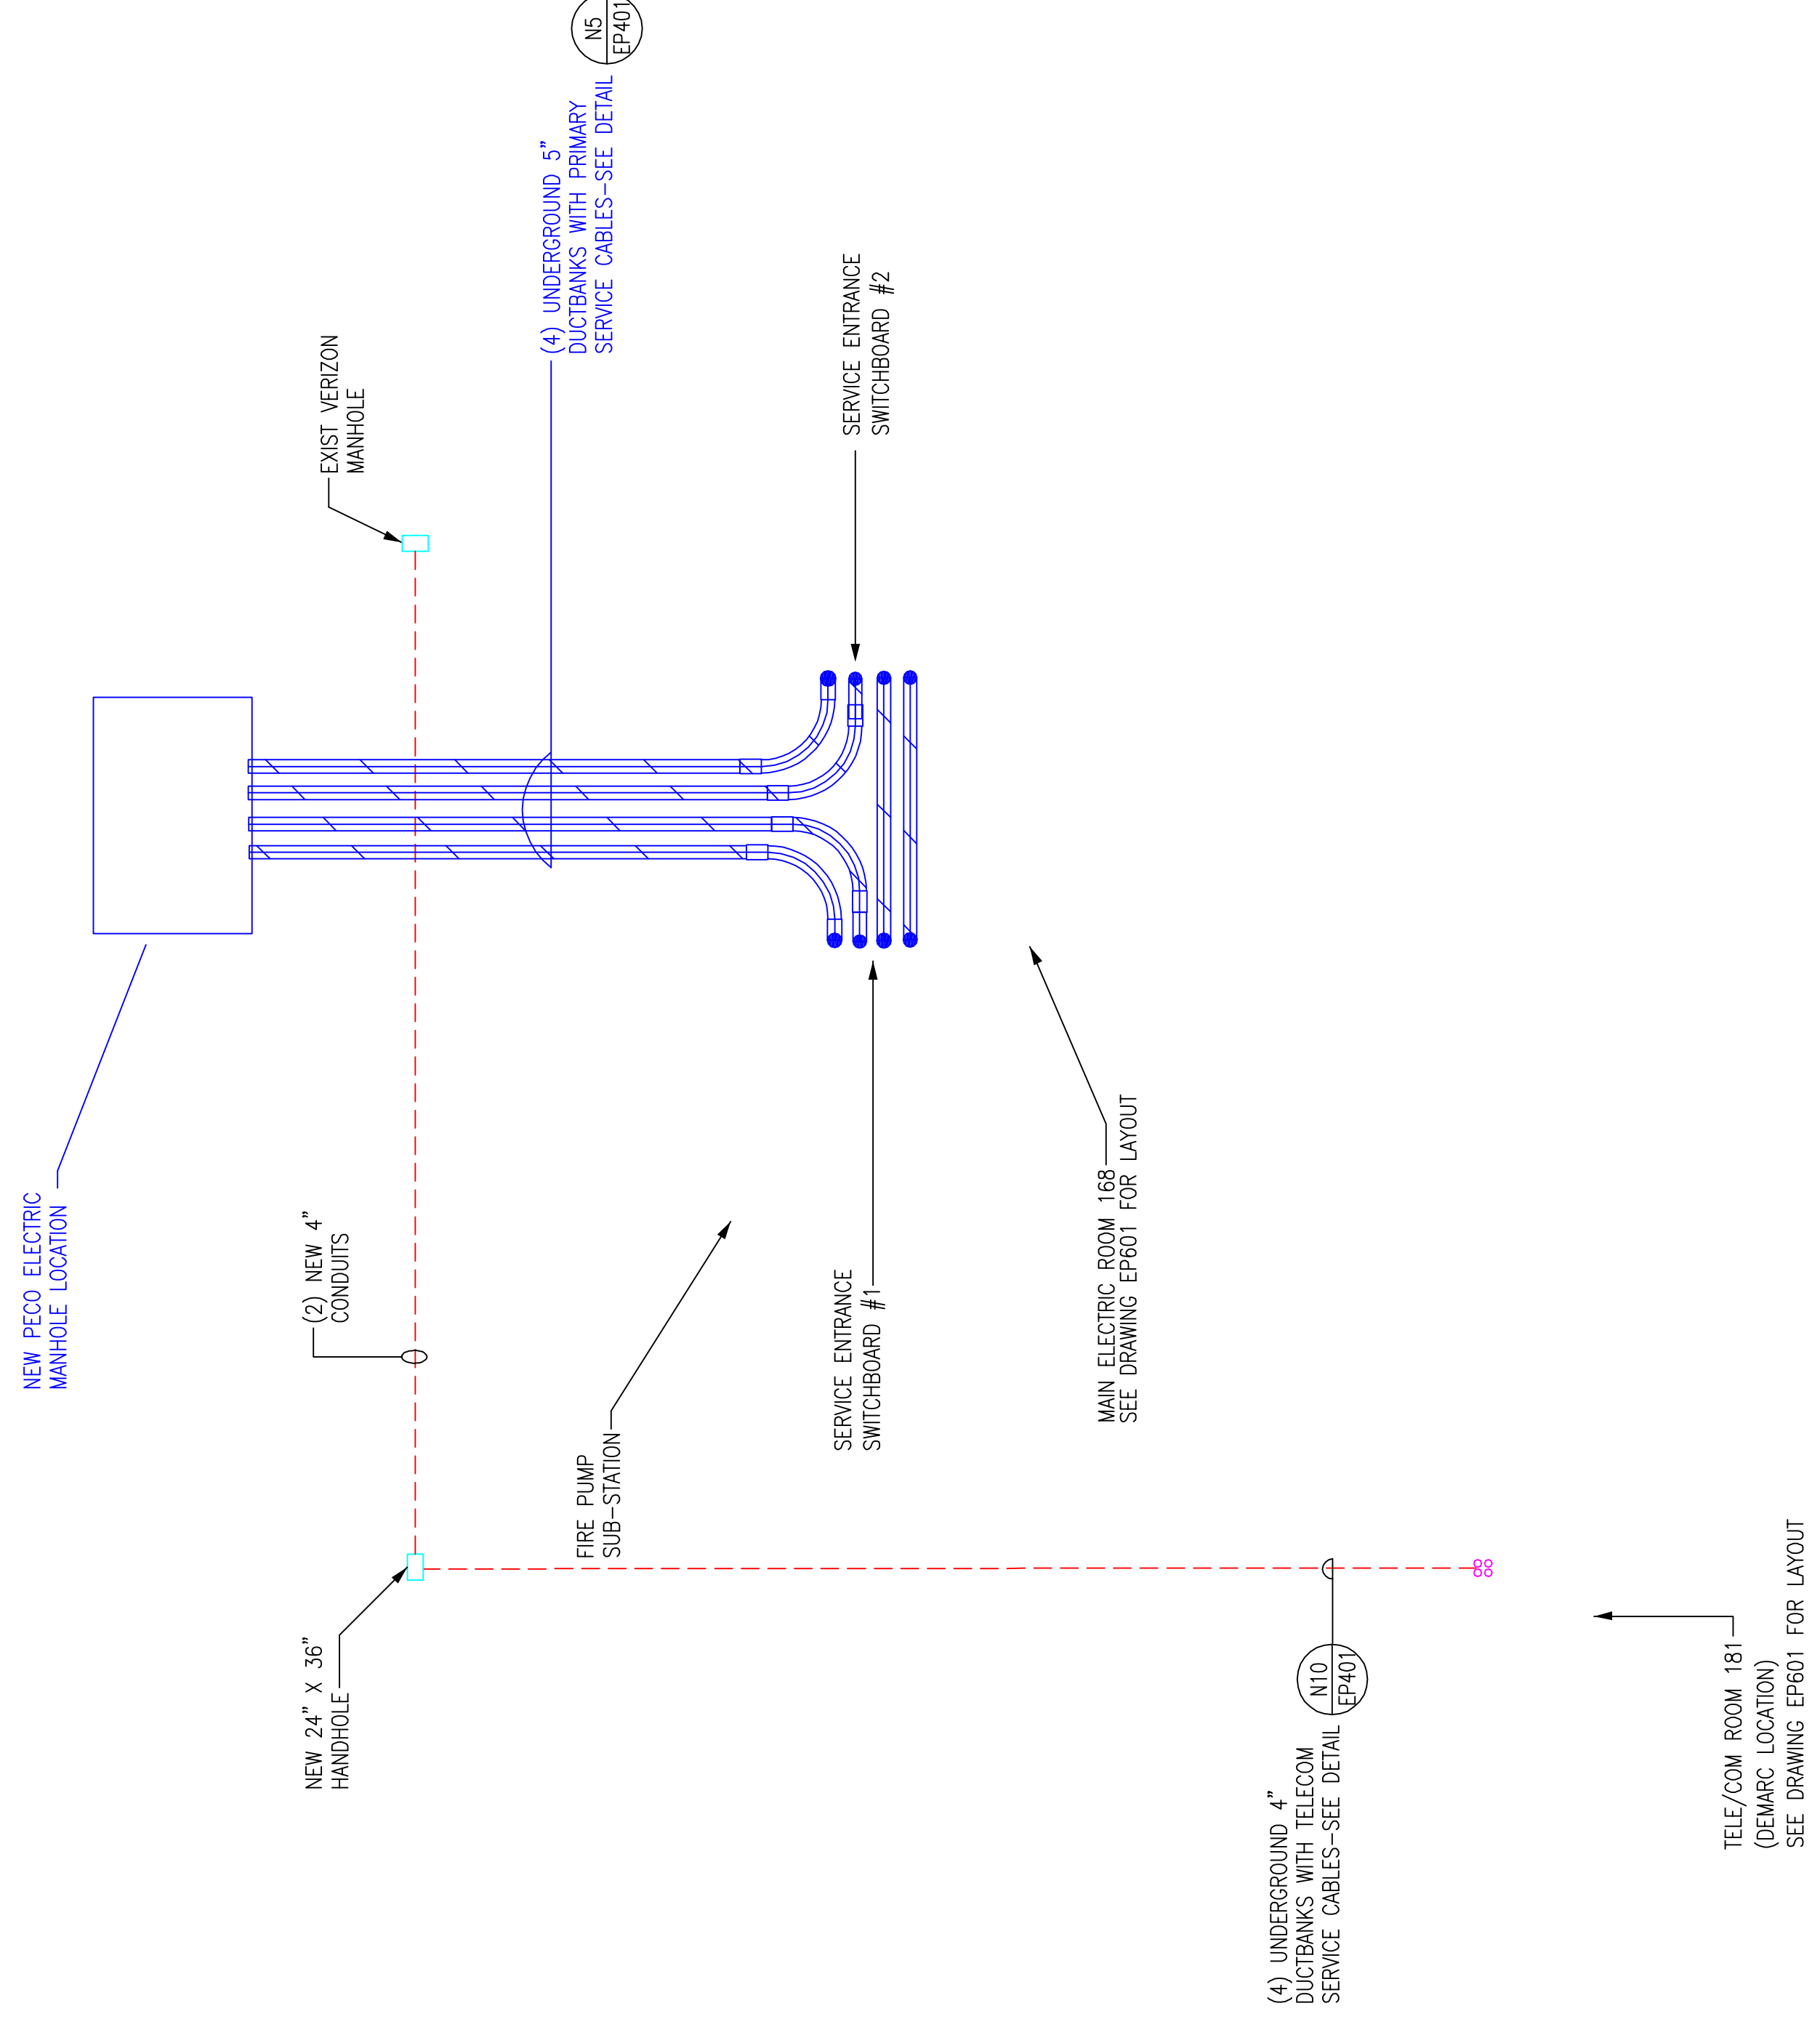 NEW PECO ELECTRIC
MANHOLE LOCATION
(2) NEW 4"
CONDUITS
NEW 24" X 36"
HANDHOLE
EXIST VERIZON
MANHOLE
(4) UNDERGROUND 5"
DUCTBANKS WITH PRIMARY
SERVICE CABLES-SEE DETAIL
N5
EP401
FIRE PUMP
SUB-STATION
SERVICE ENTRANCE
SWITCHBOARD #2
SERVICE ENTRANCE
SWITCHBOARD #1
MAIN ELECTRIC ROOM 168
SEE DRAWING EP601 FOR LAYOUT
(4) UNDERGROUND 4"
DUCTBANKS WITH TELECOM
SERVICE CABLES-SEE DETAIL
N10
EP401
TELE/COM ROOM 181
(DEMARC LOCATION)
SEE DRAWING EP601 FOR LAYOUT